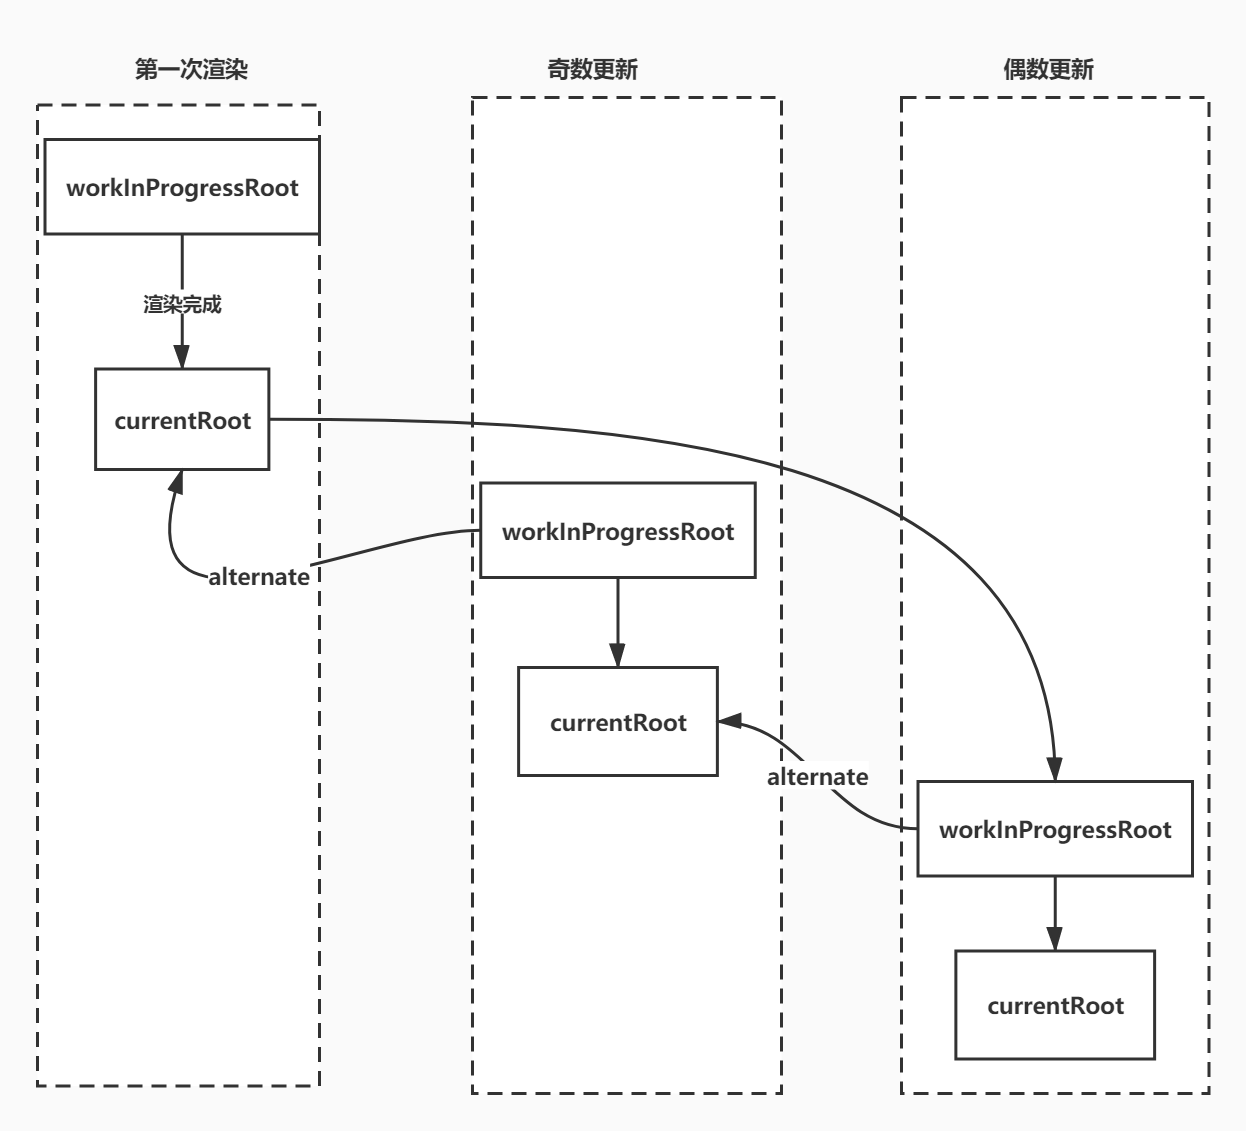 第一次渲染
奇数更新
偶数更新
workInProgressRoot
渲染完成
currentRoot
alternate
workInProgressRoot
currentRoot
alternate
workInProgressRoot
currentRoot